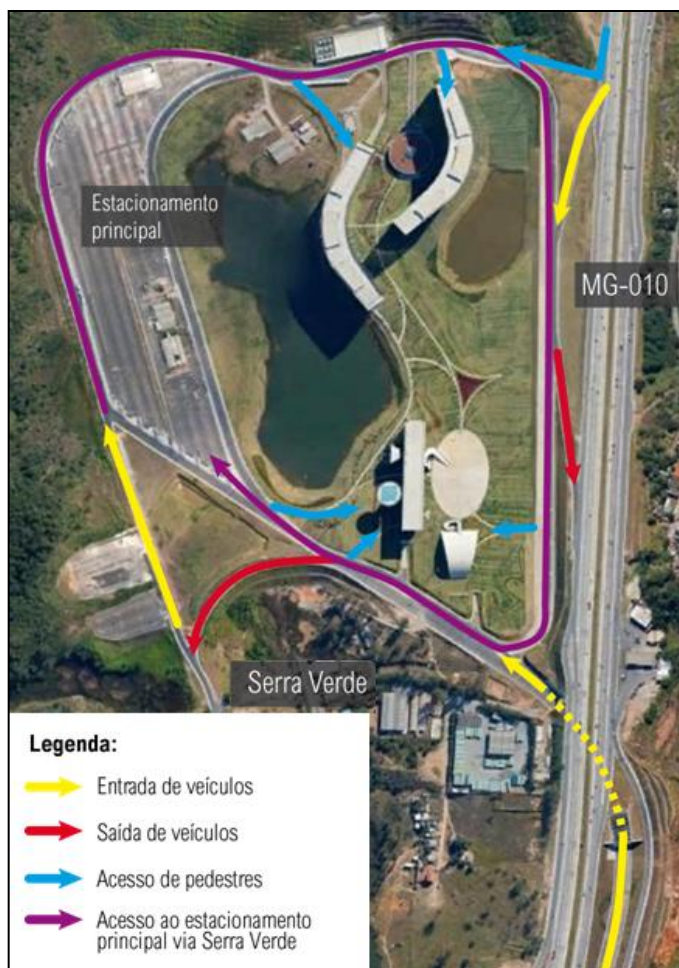 Estacionamento
principal
MG-010
Serra Verde
Legenda:
Entrada de veículos
Saída de veículos
Acesso de pedestres
Acesso ao estacionamento
principal via Serra Verde